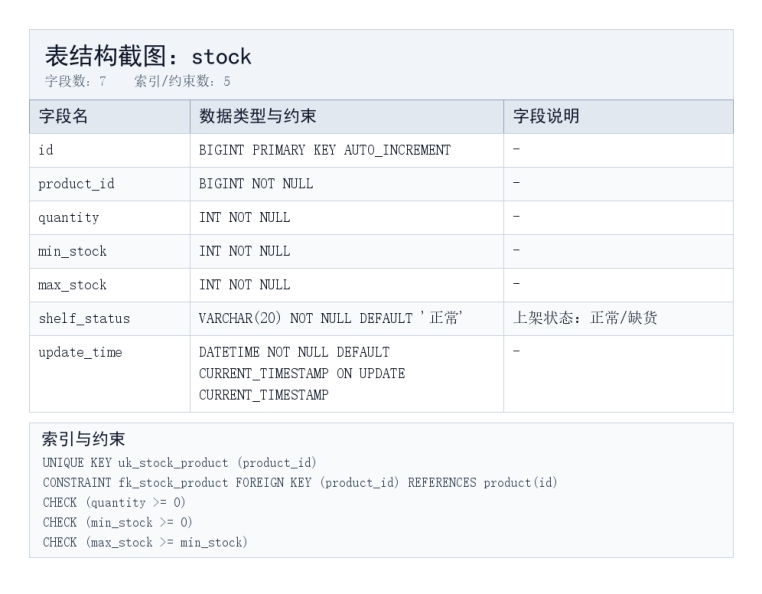 表结构截图：stock
字段数：7 索引/约束数：5
字段名 数据类型与约束 字段说明
id BIGINT PRIMARY KEY AUTO_INCREMENT -
product_id BIGINT NOT NULL -
quantity INT NOT NULL -
min_stock INT NOT NULL -
max_stock INT NOT NULL -
shelf_status VARCHAR(20) NOT NULL DEFAULT '正常' 上架状态：正常/缺货
update_time DATETIME NOT NULL DEFAULT -
CURRENT_TIMESTAMP ON UPDATE
CURRENT_TIMESTAMP
索引与约束
UNIQUE KEY uk_stock_product (product_id)
CONSTRAINT fk_stock_product FOREIGN KEY (product_id) REFERENCES product(id)
CHECK (quantity >= 0)
CHECK (min_stock >= 0)
CHECK (max_stock >= min_stock)